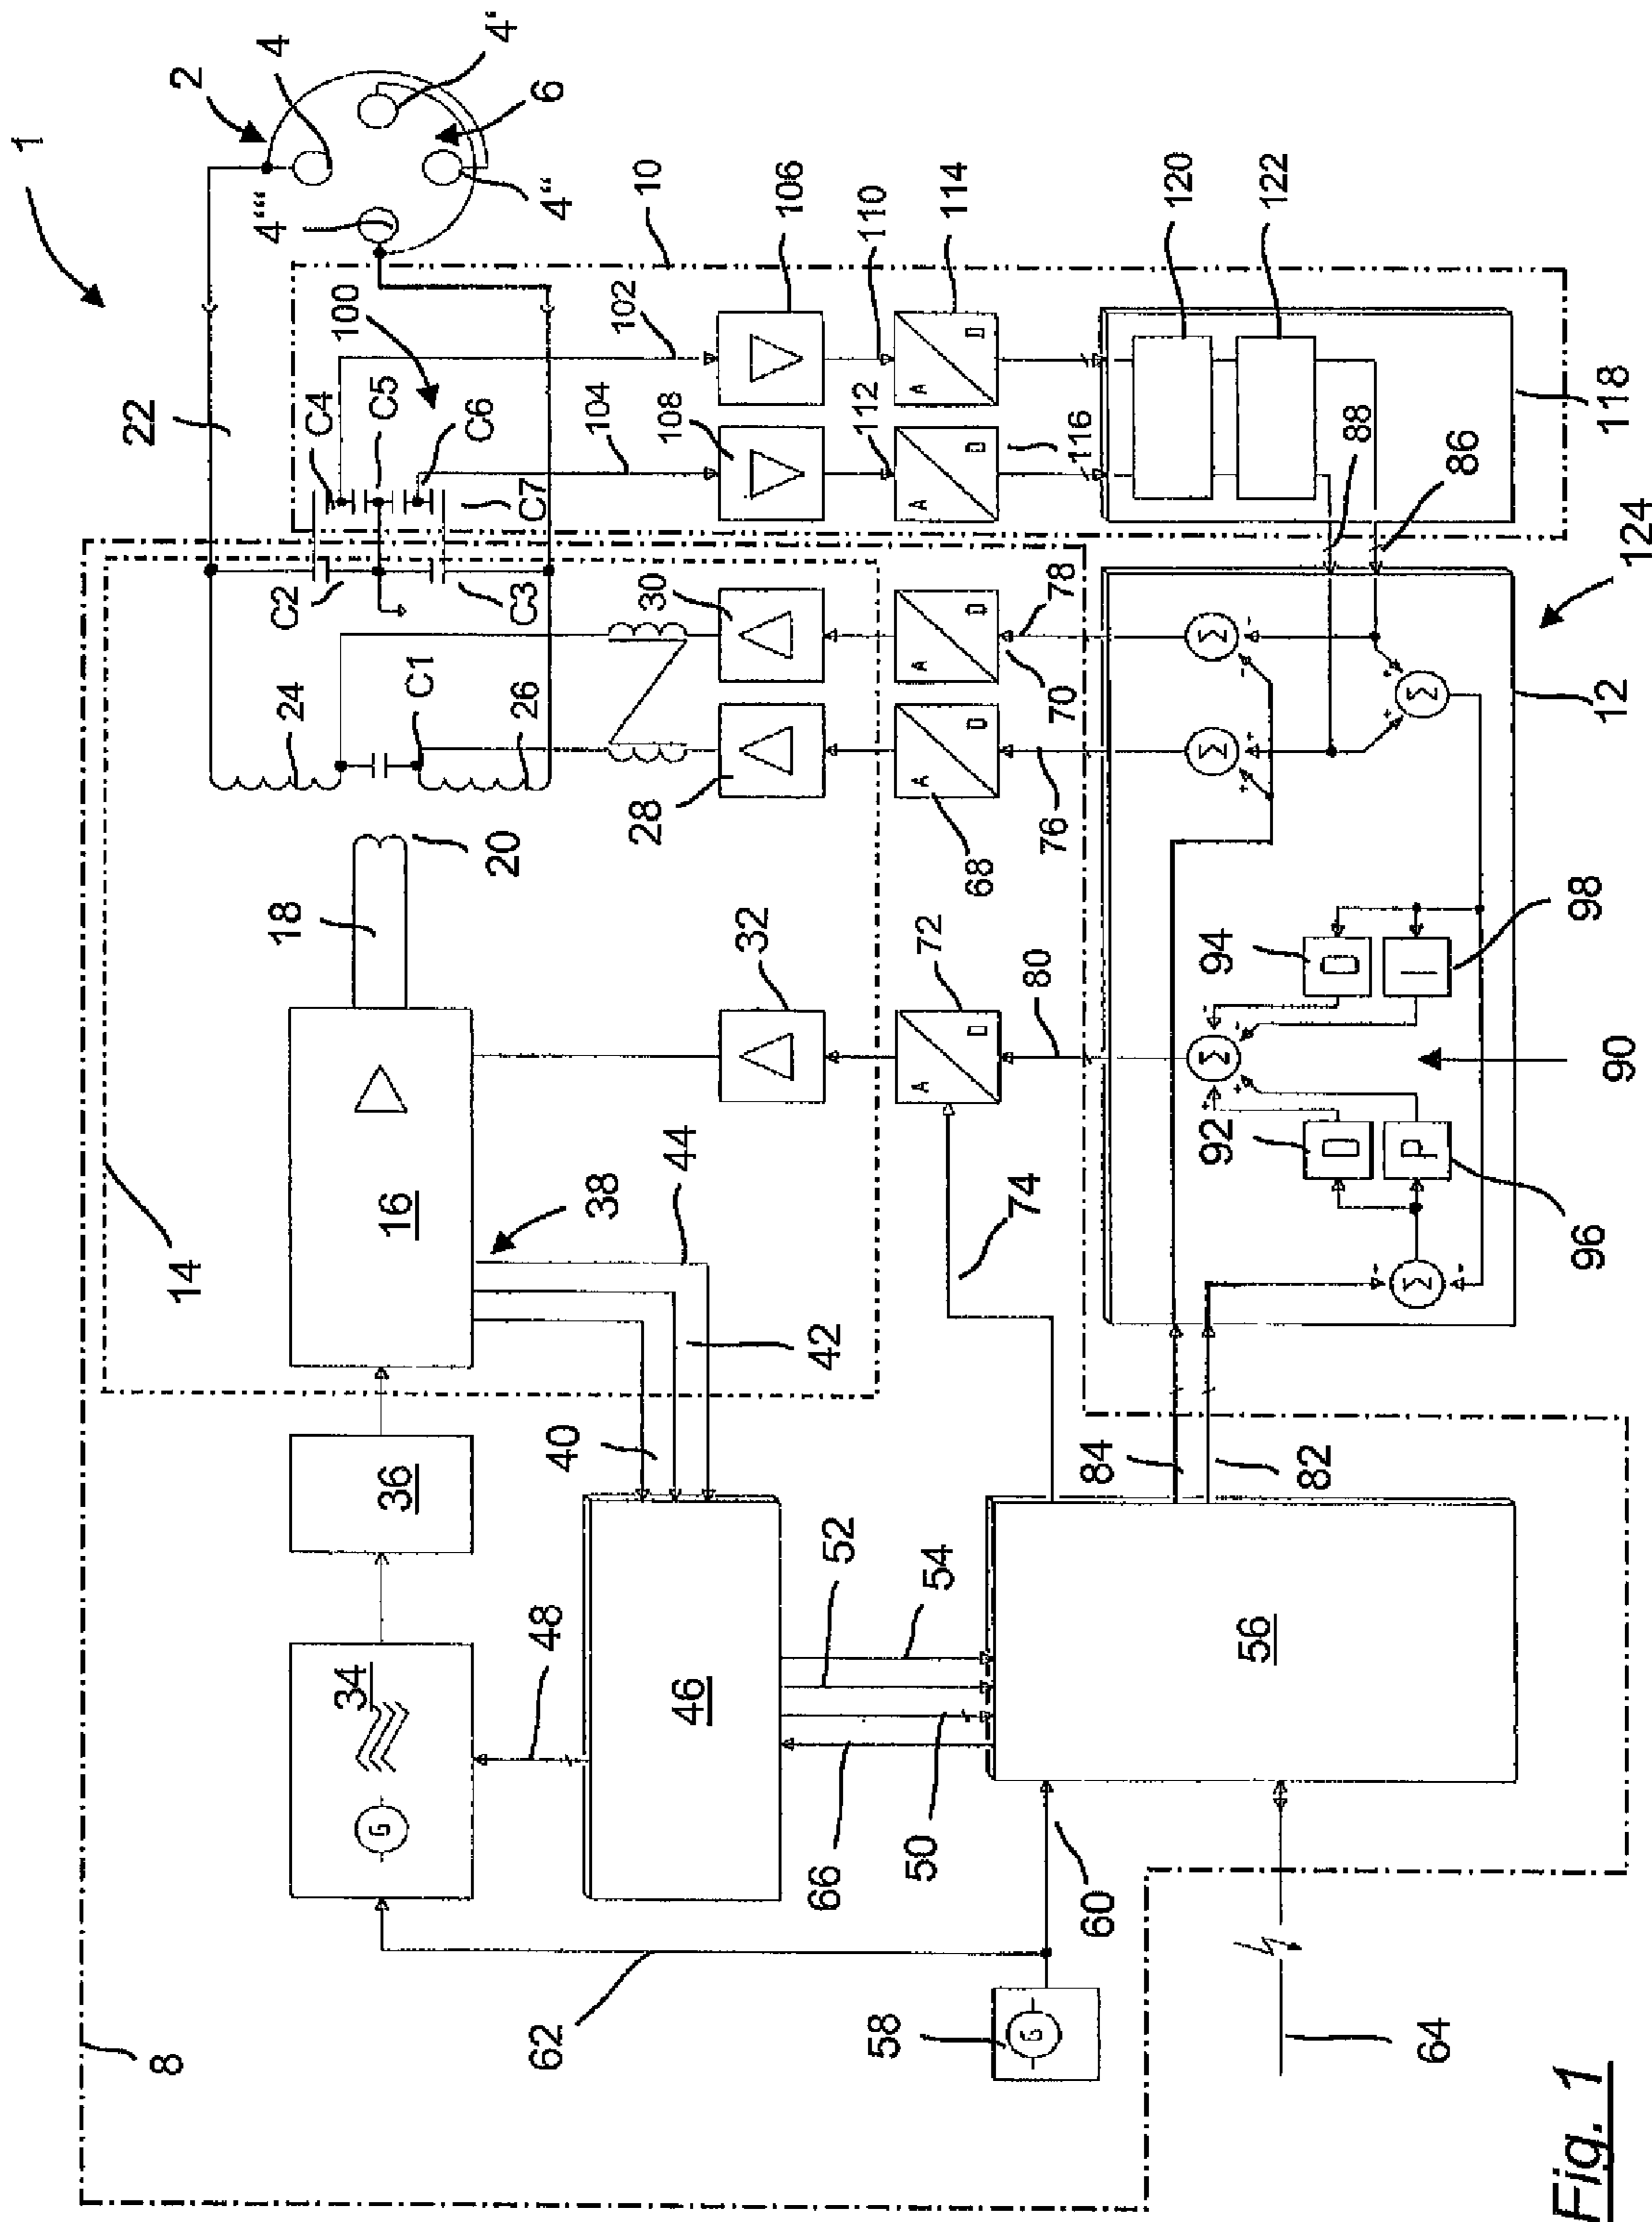 1
22
8
14
2
4
4'''
18
24
C2
C4
100
34
G
36
16
C1
C5
20
26
C3
C7
C6
4'
62
48
40
38
6
4''
104
102
28
30
108
10
46
44
32
106
66
52
42
58
112
110
50
72
A
A
A
A
A
54
68
114
D
D
D
D
D
G
74
80
76
70
78
116
60
84
56
82
92
94
Σ
Σ
Σ
120
122
D
D
88
64
P
I
Σ
Σ
86
96
98
118
90
12
124
Fig. 1